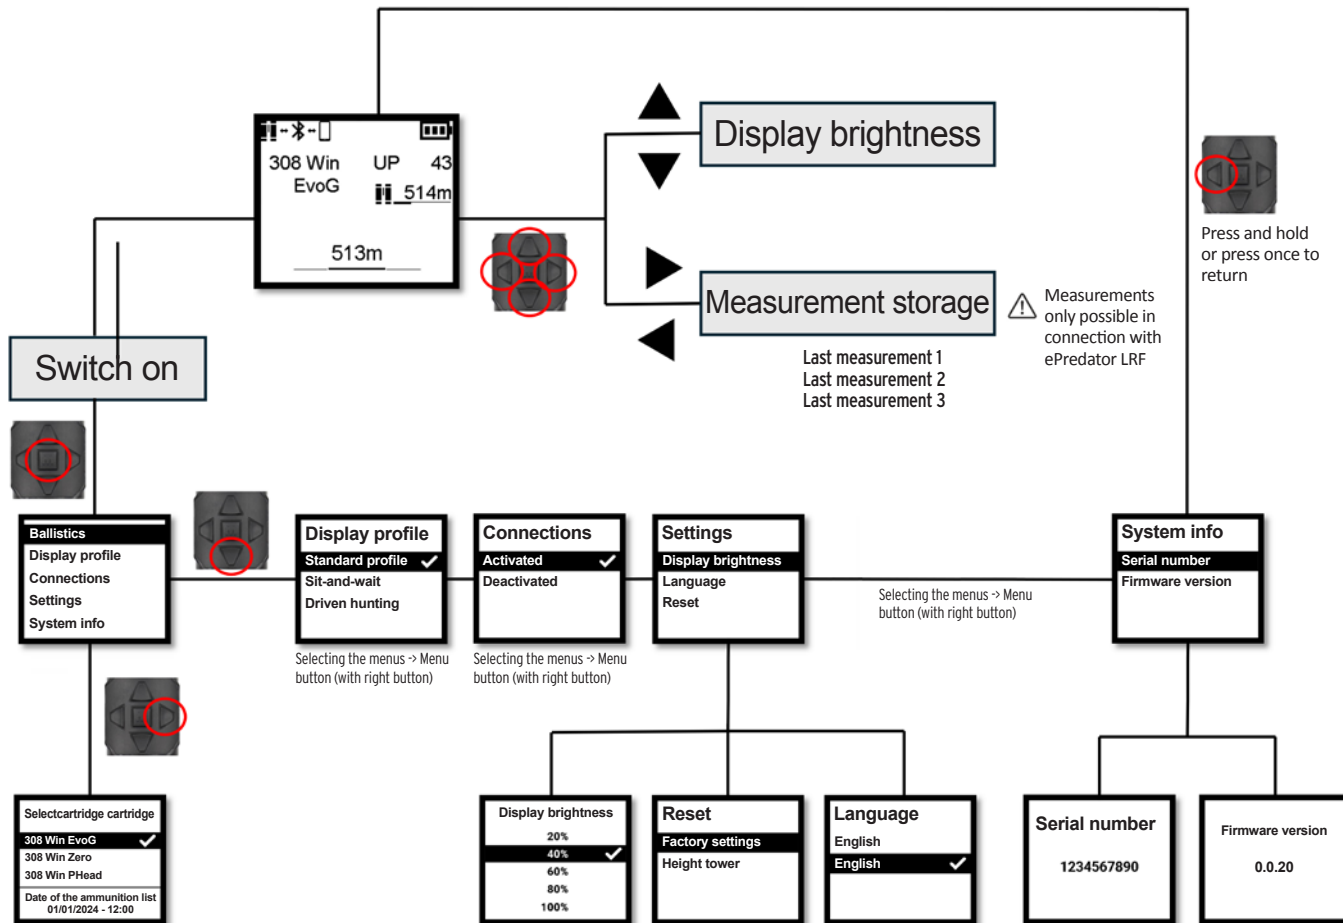 308 Win UP 43
EvoG
514m
513m
Display brightness
Measurement storage
Last measurement 1
Last measurement 2
Last measurement 3
Measurements
only possible in
connection with
ePredator LRF
Press and hold
or press once to
return
Switch on
Ballistics
Display profile
Connections
Settings
System info
Display profile
Standard profile
Sit-and-wait
Driven hunting
Selecting the menus -> Menu
button (with right button)
Connections
Activated
Deactivated
Selecting the menus -> Menu
button (with right button)
Settings
Display brightness
Language
Reset
Selecting the menus -> Menu
button (with right button)
System info
Serial number
Firmware version
Selectcartridge cartridge
308 Win EvoG
308 Win Zero
308 Win PHead
Date of the ammunition list
01/01/2024 - 12:00
Display brightness
20%
40%
60%
80%
100%
Reset
Factory settings
Height tower
Language
English
English
Serial number
1234567890
Firmware version
0.0.20